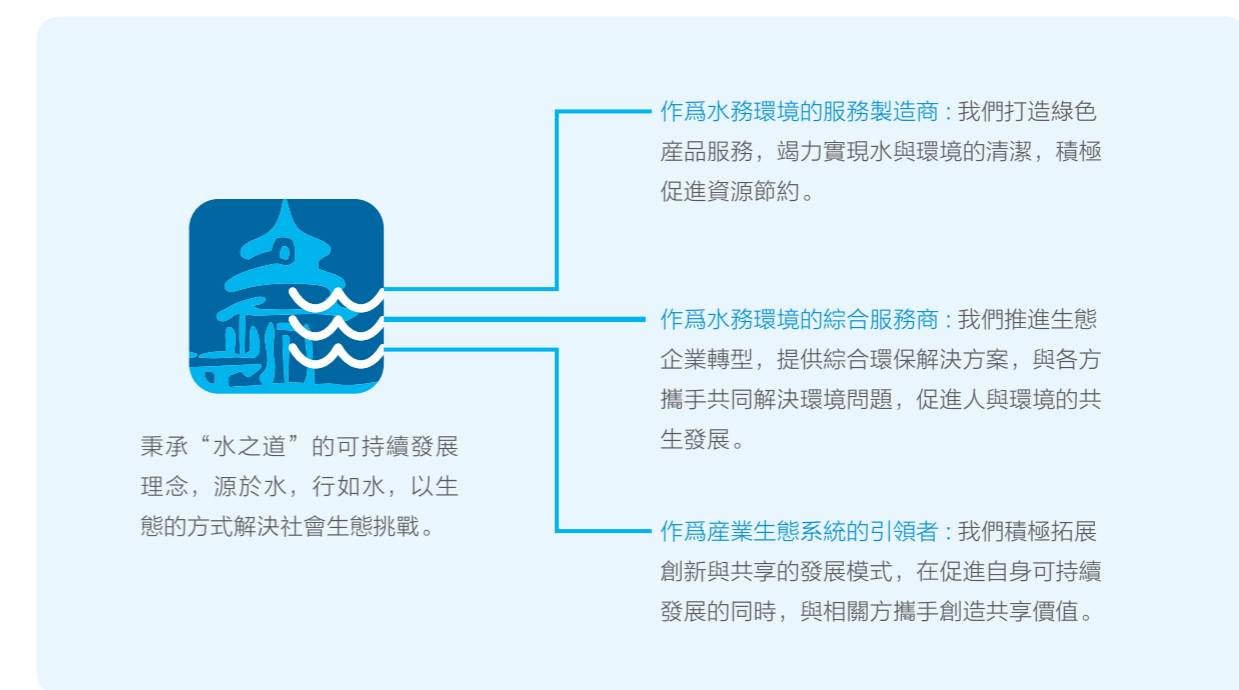 作爲水務環境的服務製造商 : 我們打造綠色
産品服務，竭力實現水與環境的清潔，積極
促進資源節約。
作爲水務環境的綜合服務商 : 我們推進生態
企業轉型，提供綜合環保解決方案，與各方
攜手共同解決環境問題，促進人與環境的共
生發展。
秉承“水之道”的可持續發展
理念，源於水，行如水，以生
態的方式解決社會生態挑戰。
作爲産業生態系統的引領者 : 我們積極拓展
創新與共享的發展模式，在促進自身可持續
發展的同時，與相關方攜手創造共享價值。